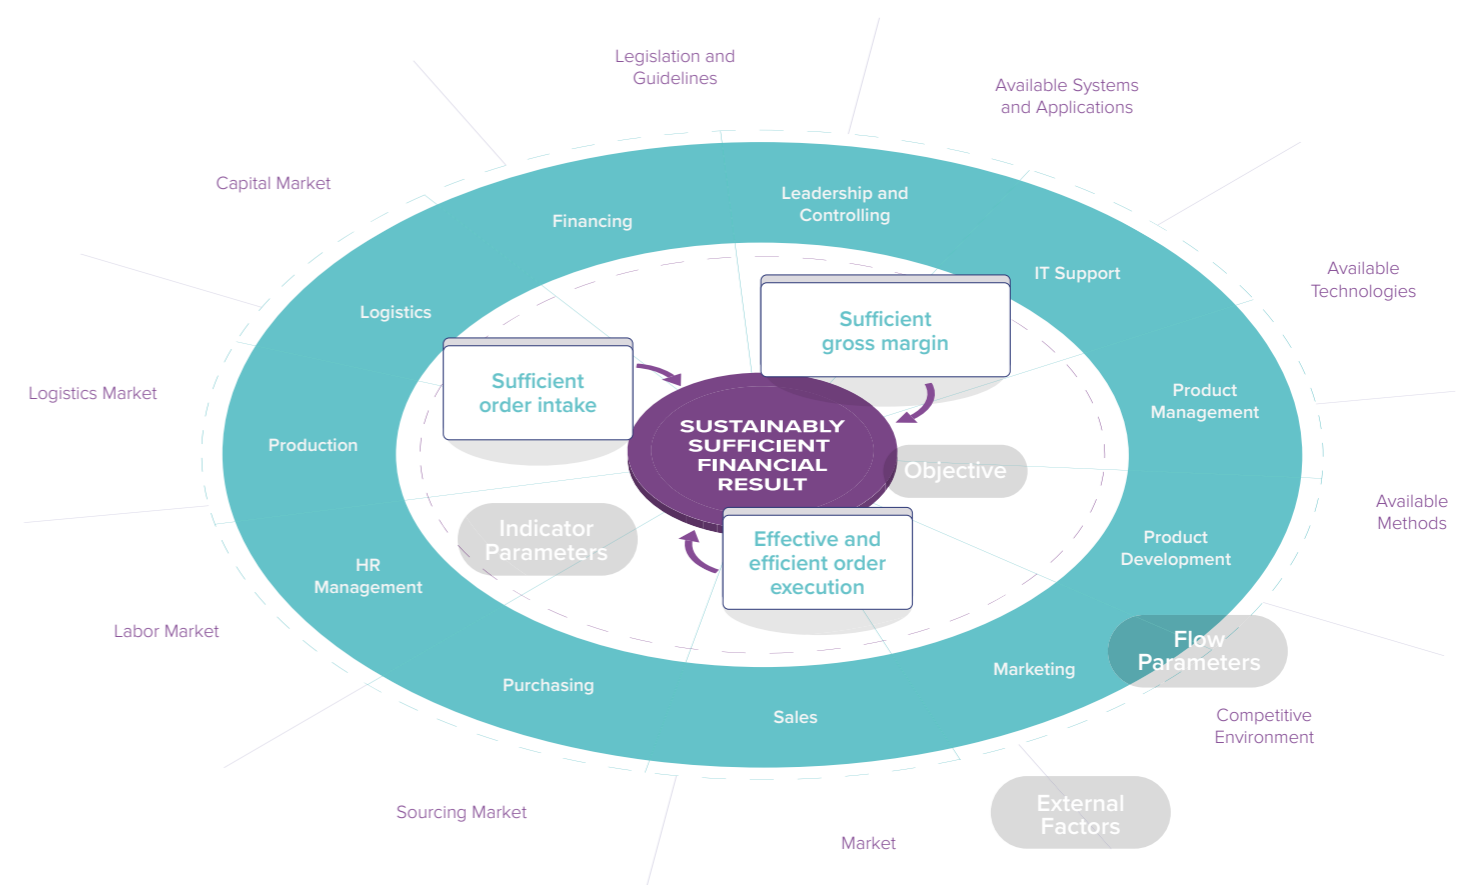 Legislation and
Guidelines
Available Systems
and Applications
Capital Market
Leadership and
Controlling
Financing
IT Support
Available
Technologies
Logistics
Sufficient
gross margin
Sufficient
order intake
Logistics Market
Product
Management
Production
SUSTAINABLY
SUFFICIENT
FINANCIAL
RESULT
Objective
Available
Methods
Indicator
Parameters
Effective and
efficient order
execution
Product
Development
HR
Management
Labor Market
Flow
Parameters
Marketing
Purchasing
Sales
Competitive
Environment
Sourcing Market
External
Factors
Market